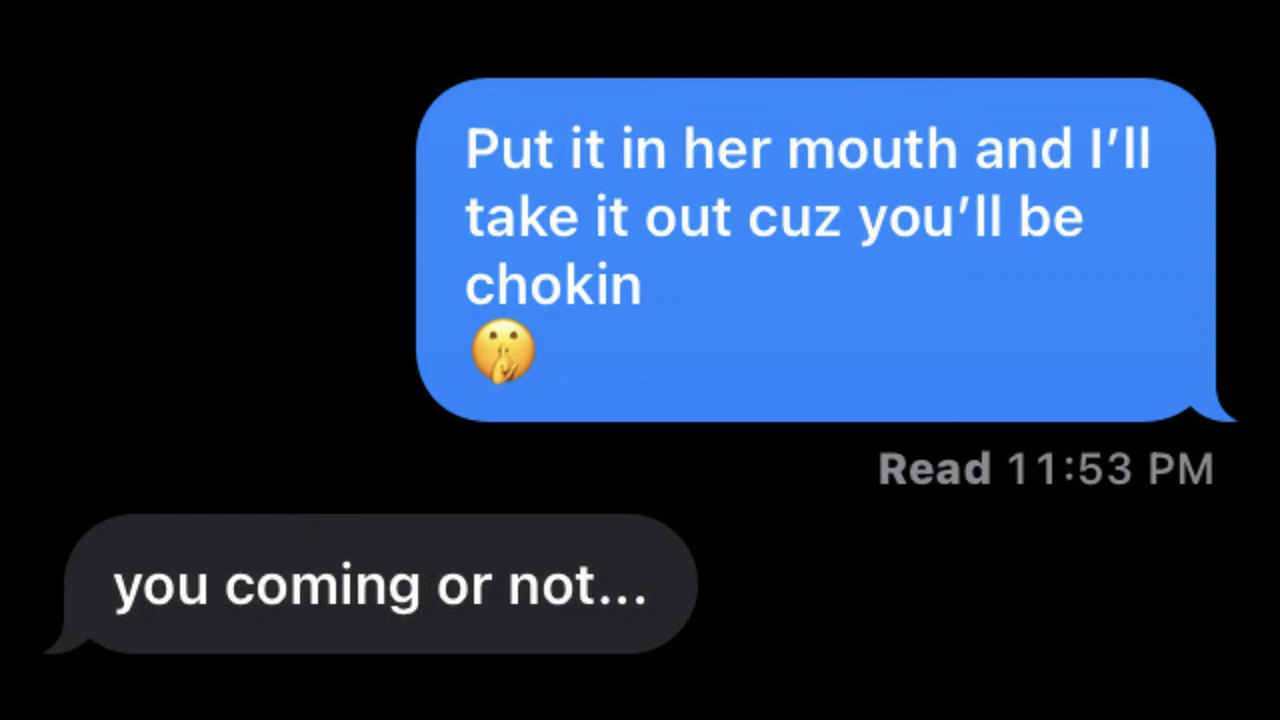 Put it in her mouth and I’ll
take it out cuz you’ll be
chokin
🤫
Read 11:53 PM
you coming or not...